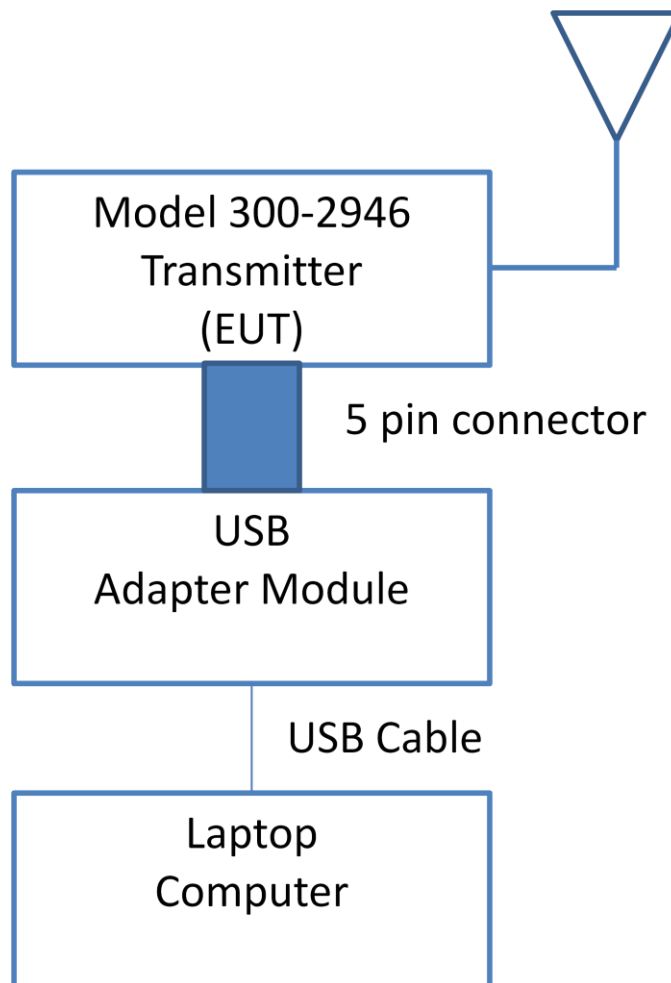 Model 300-2946
Transmitter
(EUT)
5 pin connector
USB
Adapter Module
USB Cable
Laptop
Computer